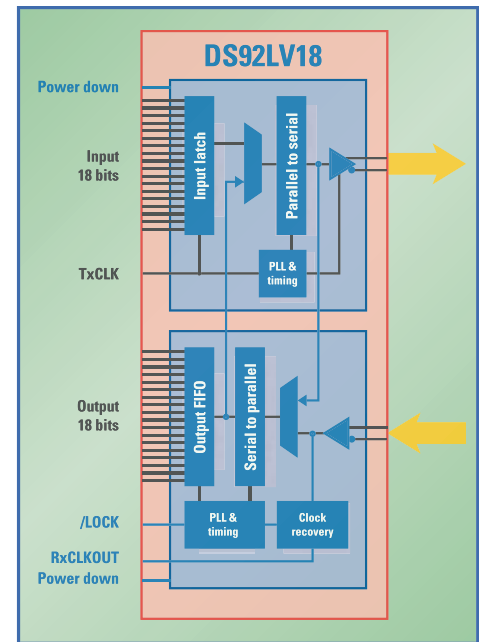 DS92LV18
Power down
Input
18 bits
Input latch
Parallel to serial
TxCLK
PLL &
timing
Output
18 bits
Output FIFO
Serial to parallel
/LOCK
PLL &
timing
Clock
recovery
RxCLKOUT
Power down